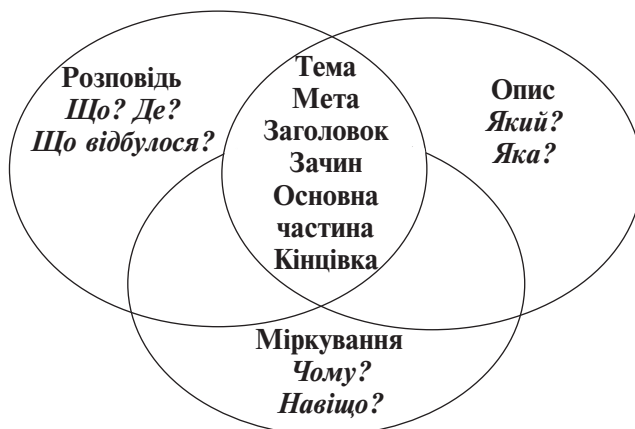 Розповідь
Що? Де?
Що відбулося?
Тема
Мета
Заголовок
Зачин
Основна
частина
Кінцівка
Опис
Який?
Яка?
Міркування
Чому?
Навіщо?